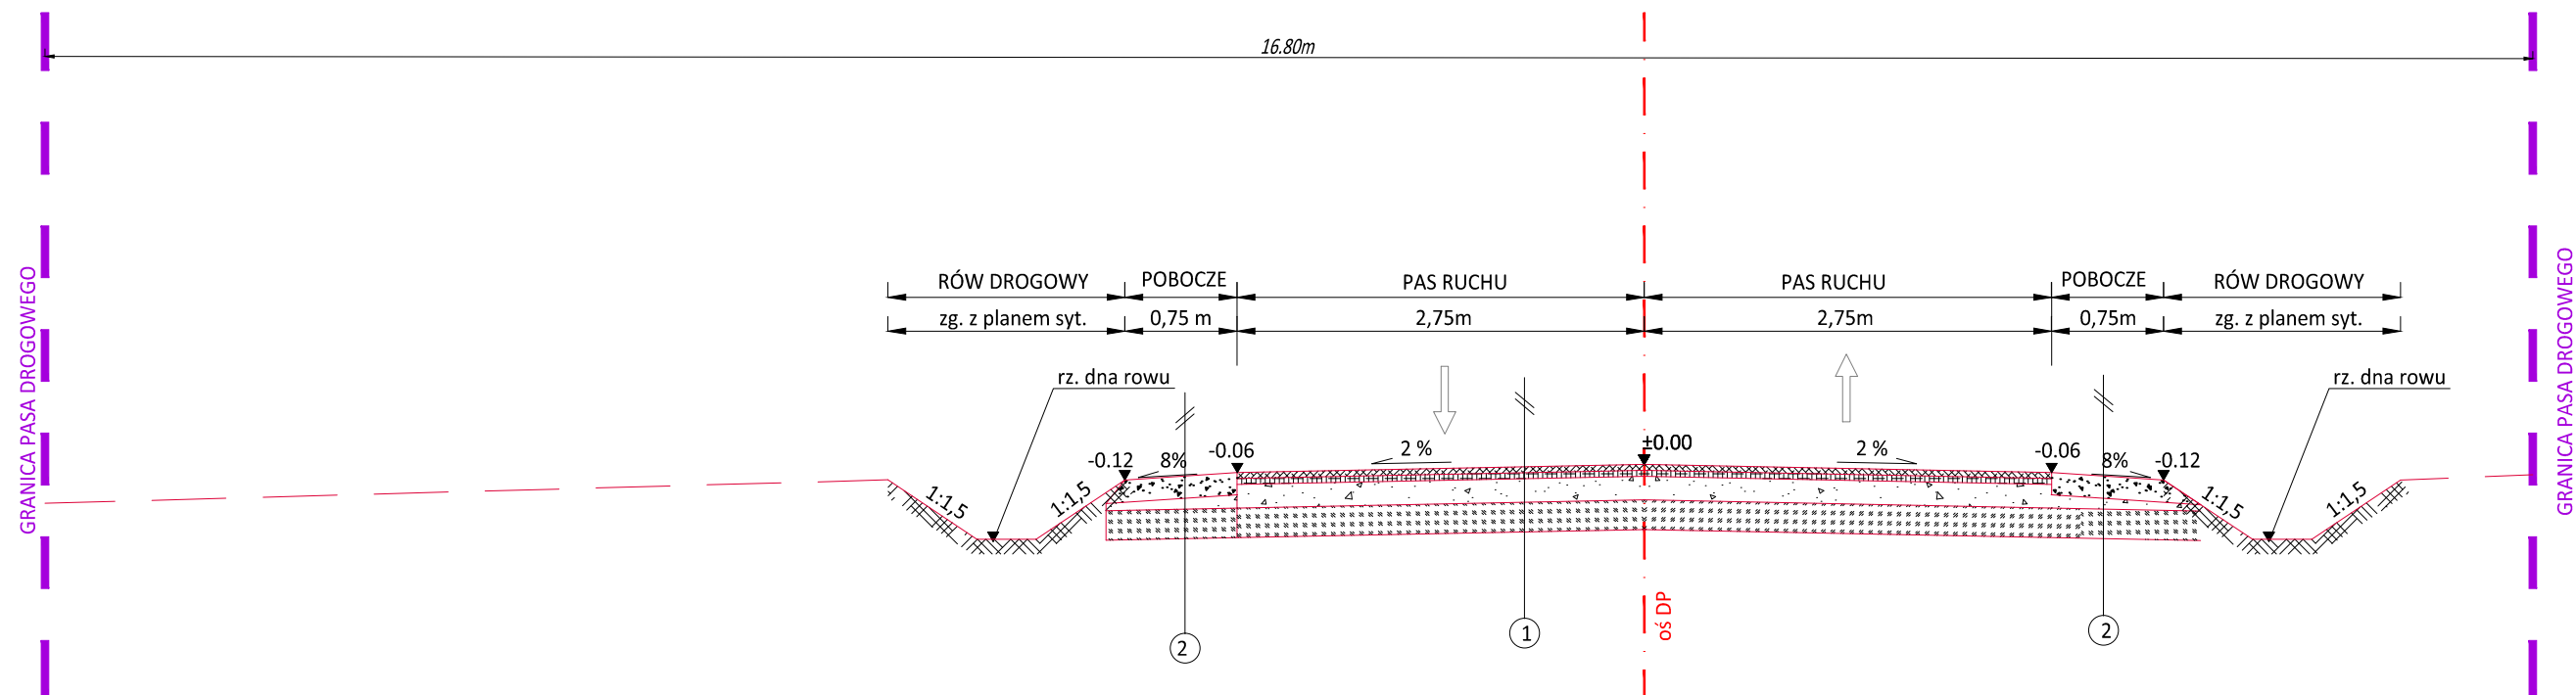 16.80m
GRANICA PASA DROGOWEGO
GRANICA PASA DROGOWEGO
RÓW DROGOWY
POBOCZE
PAS RUCHU
PAS RUCHU
POBOCZE
RÓW DROGOWY
zg. z planem syt.
0,75 m
2,75m
2,75m
0,75m
zg. z planem syt.
rz. dna rowu
rz. dna rowu
-0.12
8%
-0.06
2 %
±0.00
2 %
-0.06
8%
-0.12
1:1,5
1:1,5
1:1,5
1:1,5
oś DP
2
1
2